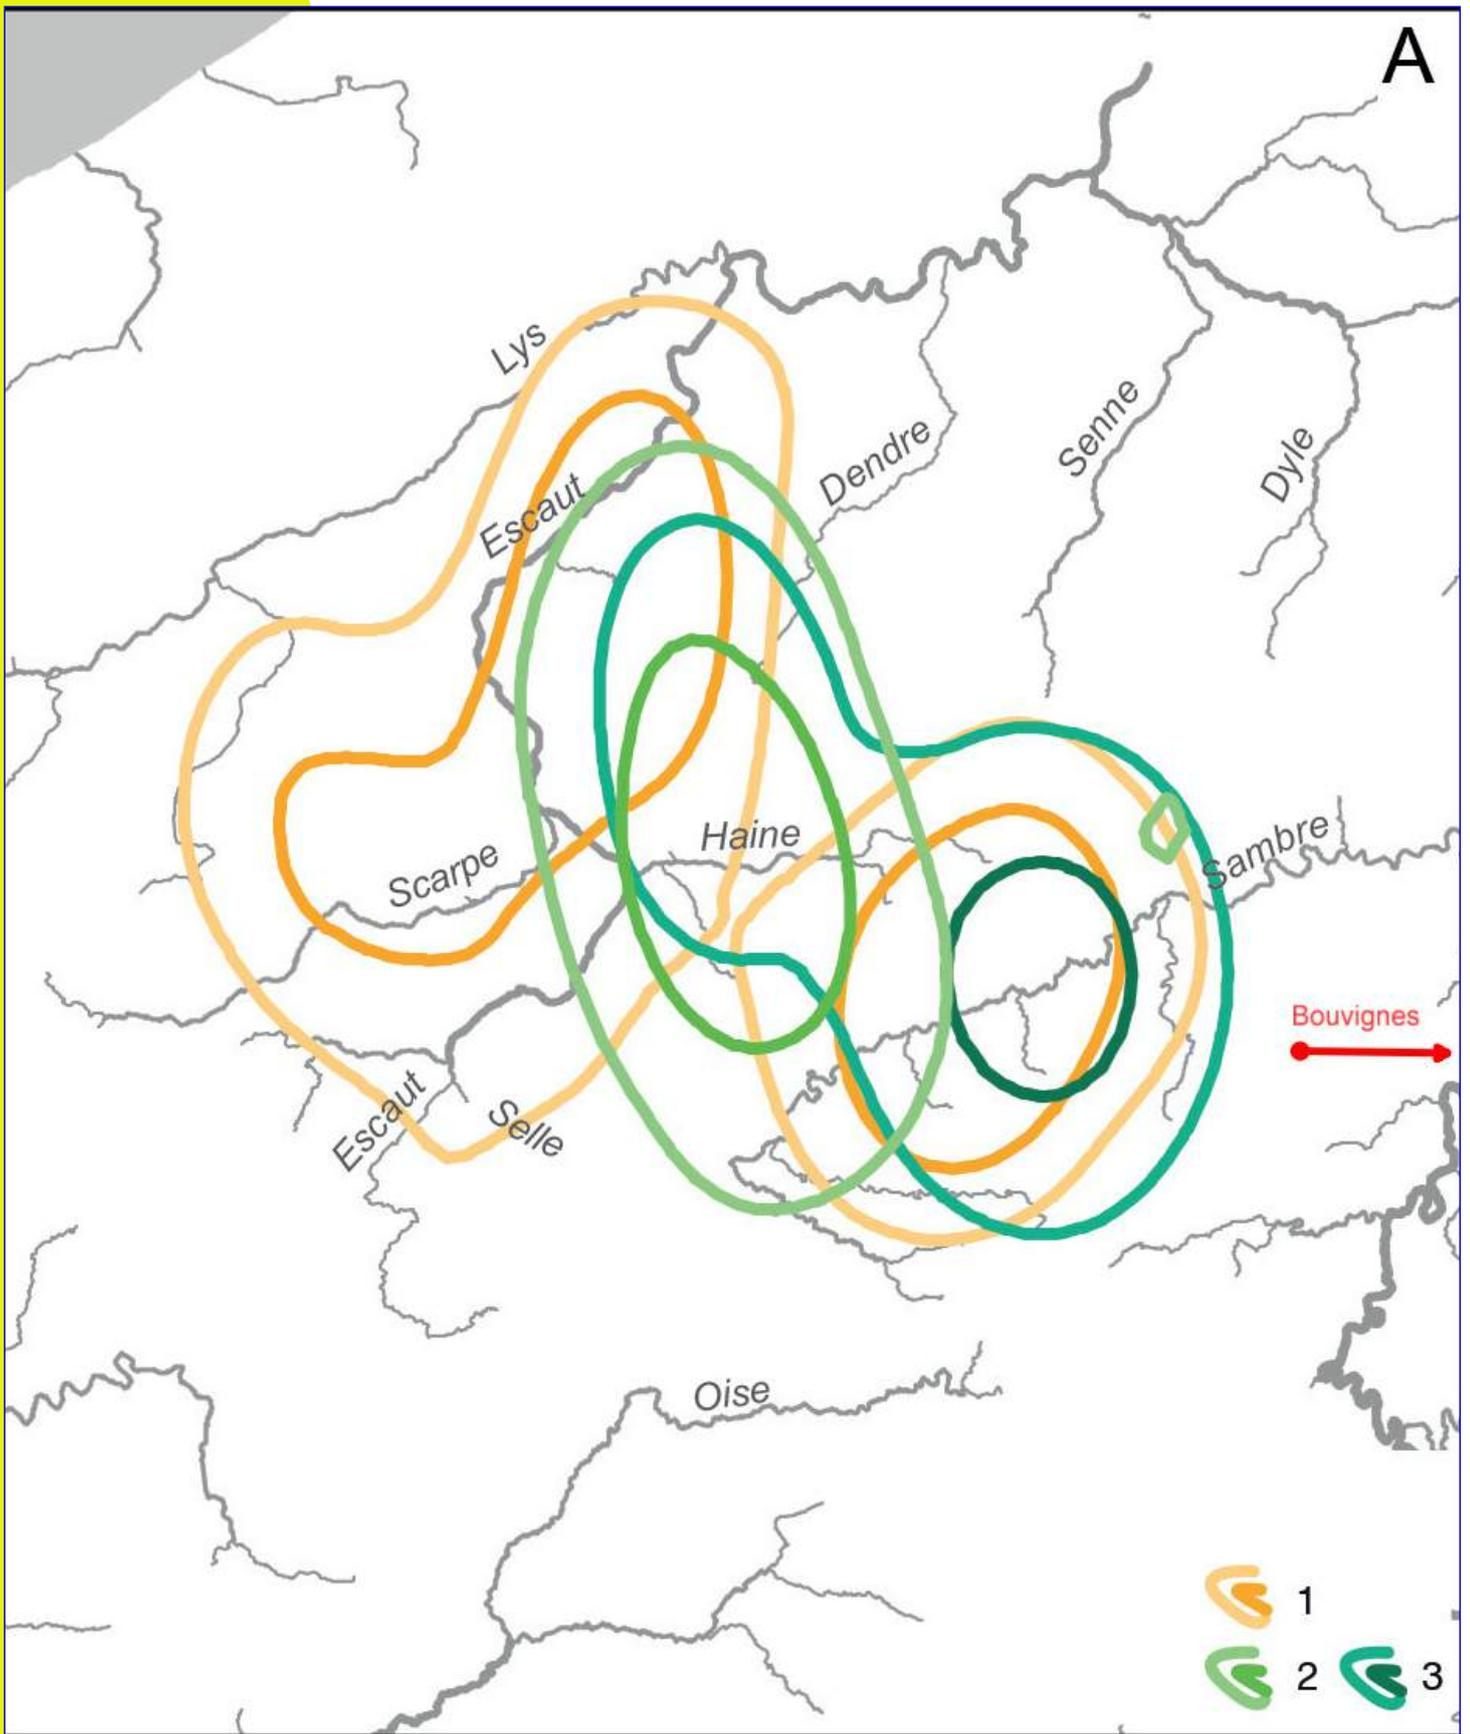 A
Lys
Escaut
Dendre
Senne
Dyle
Haine
Scarpe
Sambre
Bouvignes
Escaut
Selle
Oise
1
2
3